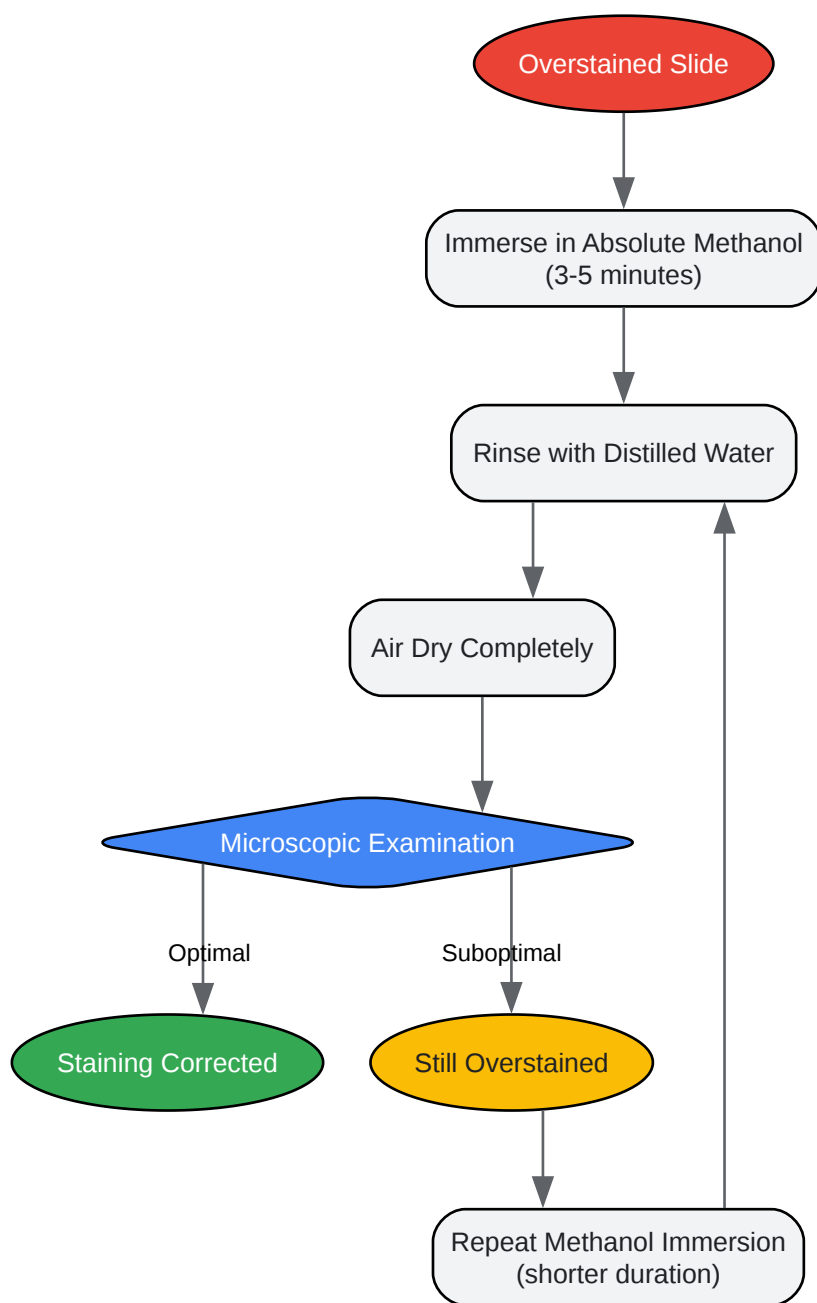 Overstained Slide
Immerse in Absolute Methanol
(3-5 minutes)
Rinse with Distilled Water
Air Dry Completely
Microscopic Examination
Optimal
Suboptimal
Staining Corrected
Still Overstained
Repeat Methanol Immersion
(shorter duration)